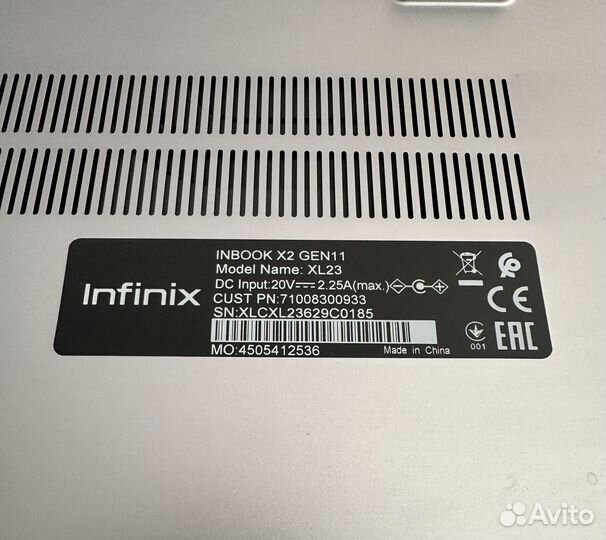 Infinix
INBOOK X2 GEN11
Model Name: XL23
DC Input:20V⎓2.25A(max.)
CUST PN:71008300933
SN:XLCXL23629C0185
MO:4505412536
Made in China
001
CE
EAC
Avito